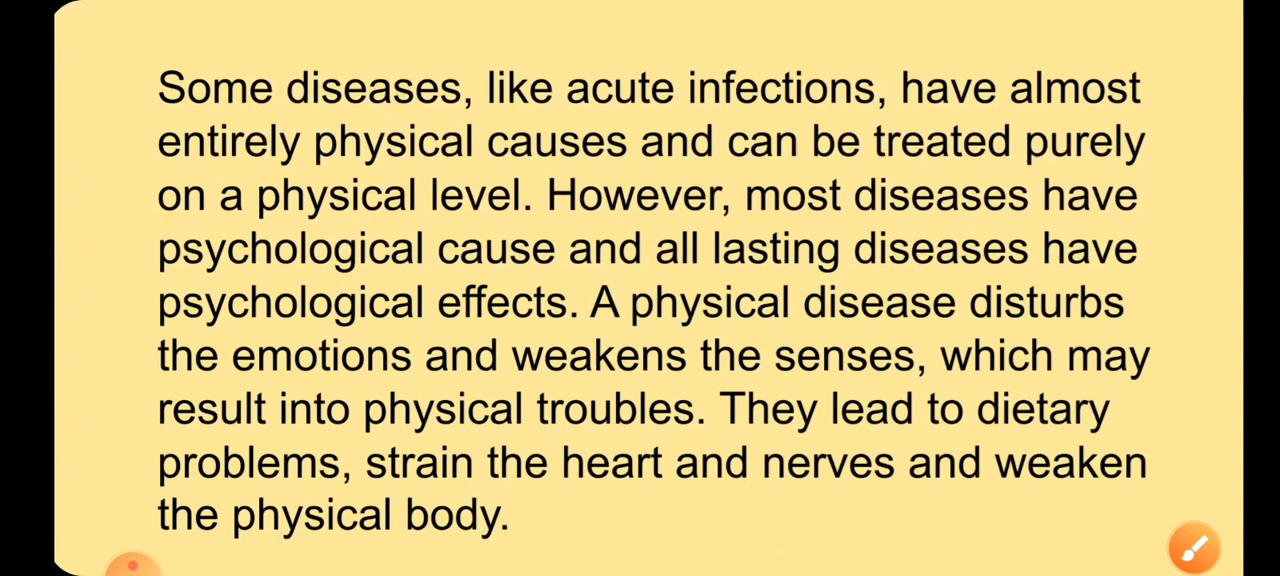 Some diseases, like acute infections, have almost
entirely physical causes and can be treated purely
on a physical level. However, most diseases have
psychological cause and all lasting diseases have
psychological effects. A physical disease disturbs
the emotions and weakens the senses, which may
result into physical troubles. They lead to dietary
problems, strain the heart and nerves and weaken
the physical body.